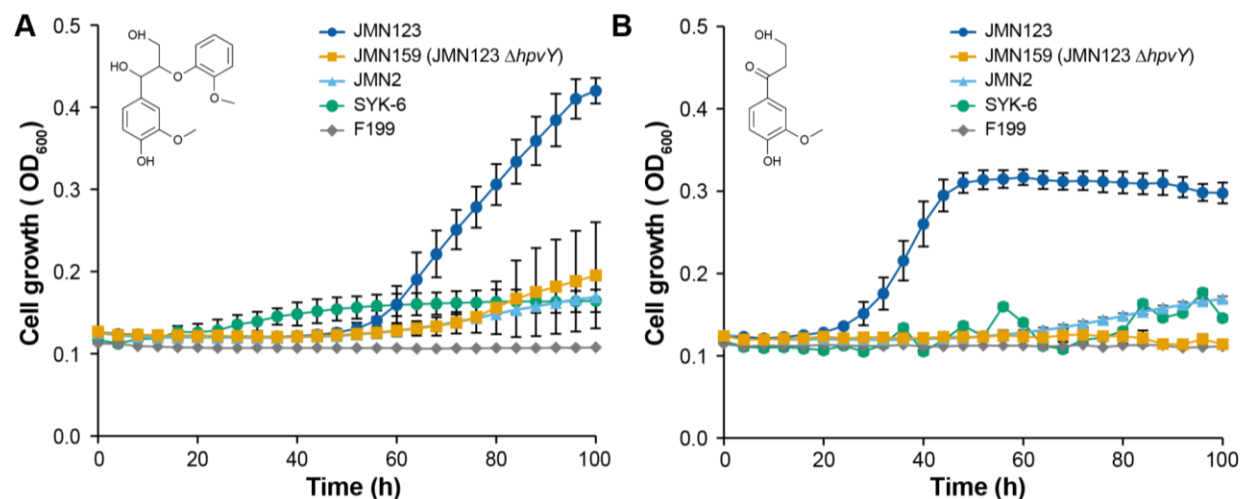 A
0.5
0.4
0.3
0.2
0.1
0.0
Cell growth ( OD600)
0
20
40
60
80
100
Time (h)
HO
HO
O
O
O
OH
JMN123
JMN159 (JMN123 ΔhpvY)
JMN2
SYK-6
F199
B
0.5
0.4
0.3
0.2
0.1
0.0
Cell growth ( OD600)
0
20
40
60
80
100
Time (h)
OH
O
O
OH
JMN123
JMN159 (JMN123 ΔhpvY)
JMN2
SYK-6
F199